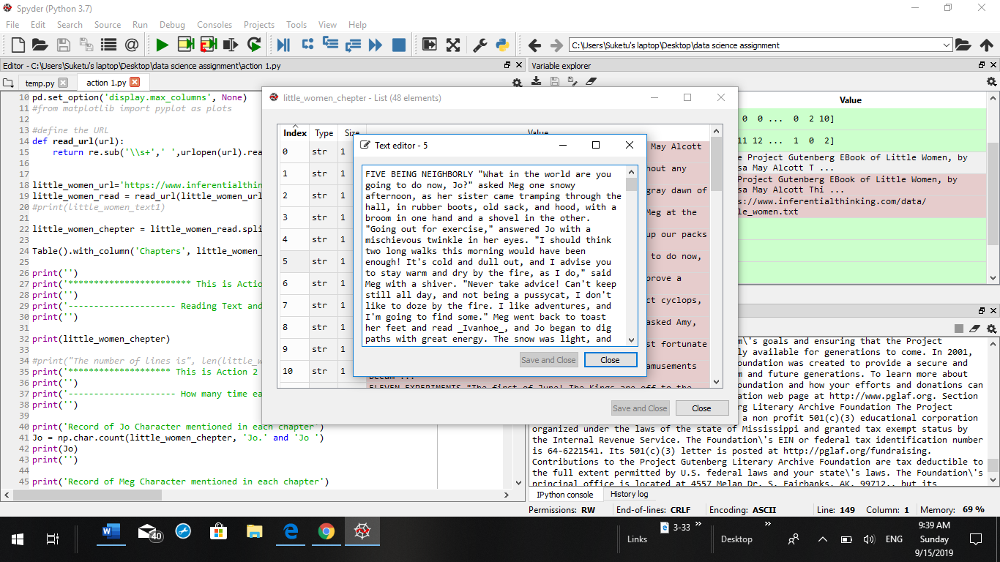 Spyder (Python 3.7)
File Edit Search Source Run Debug Consoles Projects Tools View Help
C:\Users\Suketu's laptop\Desktop\data science assignment
Editor - C:\Users\Suketu's laptop\Desktop\data science assignment\action 1.py
temp.py
action 1.py
10 pd.set_option('display.max_columns', None)
11 #from matplotlib import pyplot as plots
12
13 #define the URL
14 def read_url(url):
15 return re.sub('\\s+',' ',urlopen(url).rea
16
17
18 little_women_url='https://www.inferentialthin
19 little_women_read = read_url(little_women_url
20 #print(little_women_text1)
21
22 little_women_chepter = little_women_read.spli
23
24 Table().with_column('Chapters', little_women_
25
26 print('')
27 print('************************ This is Actio
28 print('')
29 print('--------------------- Reading Text and
30 print('')
31
32 print(little_women_chepter)
33
34 #print("The number of lines is", len(little_w
35 print('******************** This is Action 2
36 print('')
37 print('--------------------- How many time ea
38 print('')
39
40 print('Record of Jo Character mentioned in each chapter')
41 Jo = np.char.count(little_women_chepter, 'Jo.' and 'Jo ')
42 print(Jo)
43 print('')
44
45 print('Record of Meg Character mentioned in each chapter')
little_women_chepter - List (48 elements)
Index Type Size Value
0 str 1 May Alcott
1 str 1 hout any
2 str 1 gray dawn of
3 str 1 Meg at the
4 str 1 up our packs
5 str 1 to do now,
6 str 1 prove a
7 str 1 ct cyclops,
8 str 1 asked Amy,
9 str 1 st fortunate
10 str 1 amusements
becum ...
ELEVEN EXPERIMENTS "The first of June! The Kings are off to the
Save and Close Close
Text editor - 5
FIVE BEING NEIGHBORLY "What in the world are you
going to do now, Jo?" asked Meg one snowy
afternoon, as her sister came tramping through the
hall, in rubber boots, old sack, and hood, with a
broom in one hand and a shovel in the other.
"Going out for exercise," answered Jo with a
mischievous twinkle in her eyes. "I should think
two long walks this morning would have been
enough! It's cold and dull out, and I advise you
to stay warm and dry by the fire, as I do," said
Meg with a shiver. "Never take advice! Can't keep
still all day, and not being a pussycat, I don't
like to doze by the fire. I like adventures, and
I'm going to find some." Meg went back to toast
her feet and read _Ivanhoe_, and Jo began to dig
paths with great energy. The snow was light, and
Save and Close Close
Variable explorer
Value
0 0 ... 0 2 10]
11 12 ... 1 0 2]
e Project Gutenberg EBook of Little Women, by
sa May Alcott T ...
Project Gutenberg EBook of Little Women, by
sa May Alcott Thi ...
s://www.inferentialthinking.com/data/
le_women.txt
m\'s goals and ensuring that the Project
ly available for generations to come. In 2001,
oundation was created to provide a secure and
m and future generations. To learn more about
oundation and how your efforts and donations can
ation web page at http://www.pglaf.org. Section
rg Literary Archive Foundation The Project
a non profit 501(c)(3) educational corporation
organized under the laws of the state of Mississippi and granted tax exempt status by
the Internal Revenue Service. The Foundation\'s EIN or federal tax identification number
is 64-6221541. Its 501(c)(3) letter is posted at http://pglaf.org/fundraising.
Contributions to the Project Gutenberg Literary Archive Foundation are tax deductible to
the full extent permitted by U.S. federal laws and your state\'s laws. The Foundation\'s
principal office is located at 4557 Melan Dr. S. Fairbanks, AK, 99712., but its
IPython console History log
Permissions: RW End-of-lines: CRLF Encoding: ASCII Line: 149 Column: 1 Memory: 69 %
40
Links
3-33
Desktop
ENG
9:39 AM
Sunday
9/15/2019